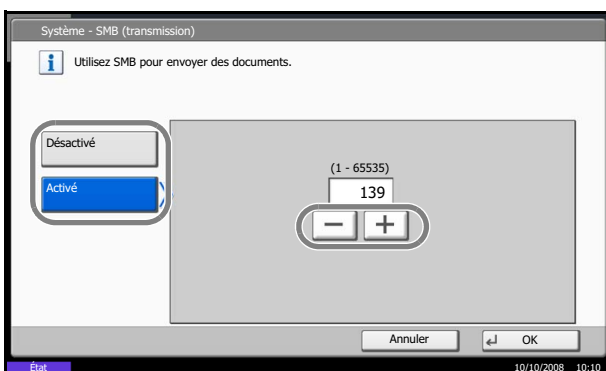 Système - SMB (transmission)
Utilisez SMB pour envoyer des documents.
Désactivé
Activé
(1 - 65535)
139
Annuler
OK
État
10/10/2008 10:10